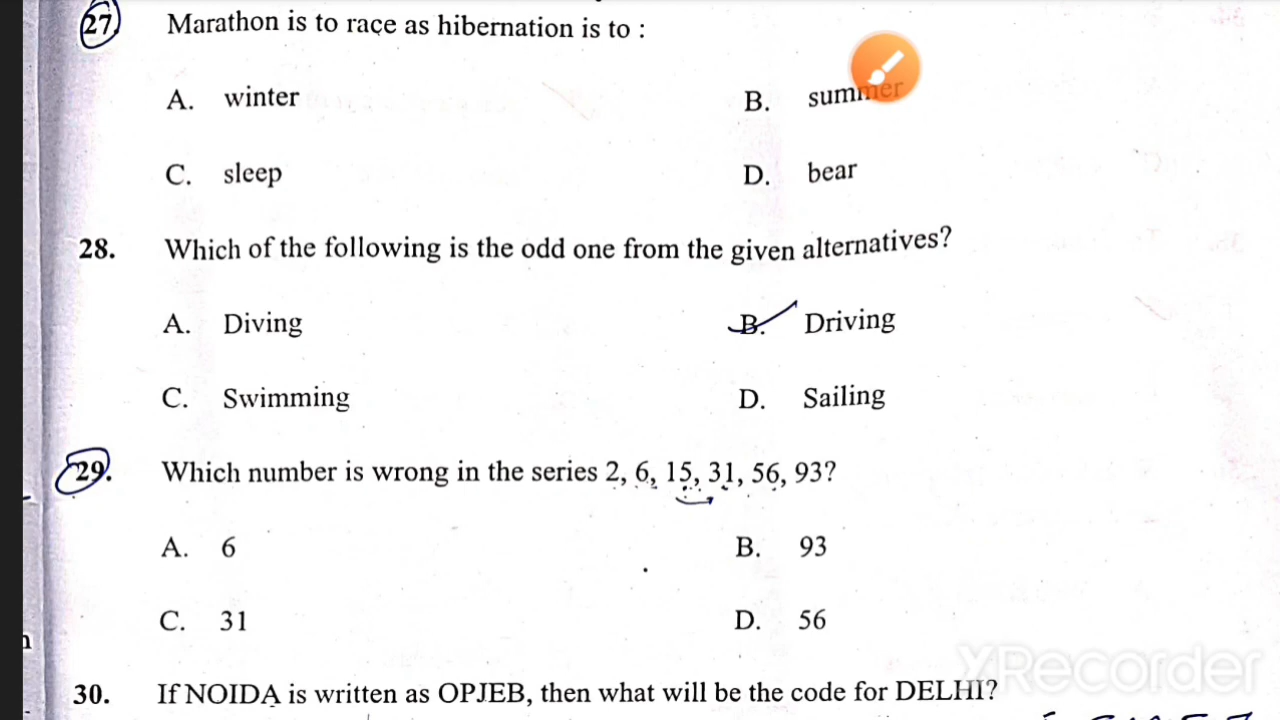 27. Marathon is to race as hibernation is to :
A. winter B. summer
C. sleep D. bear
28. Which of the following is the odd one from the given alternatives?
A. Diving B. Driving
C. Swimming D. Sailing
29. Which number is wrong in the series 2, 6, 15, 31, 56, 93?
A. 6 B. 93
C. 31 D. 56
30. If NOIDA is written as OPJEB, then what will be the code for DELHI?
XRecorder